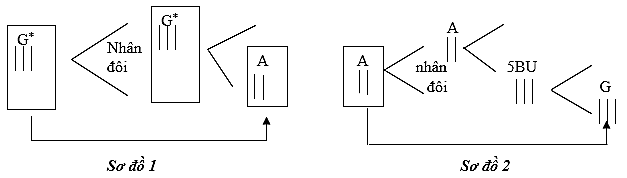 G*
Nhân
đôi
G*
A
Sơ đồ 1
A
nhân
đôi
A
5BU
G
Sơ đồ 2